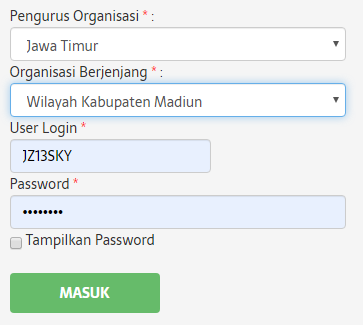 Pengurus Organisasi * :
Jawa Timur
Organisasi Berjenjang * :
Wilayah Kabupaten Madiun
User Login *
JZ13SKY
Password *
••••••••
Tampilkan Password
MASUK